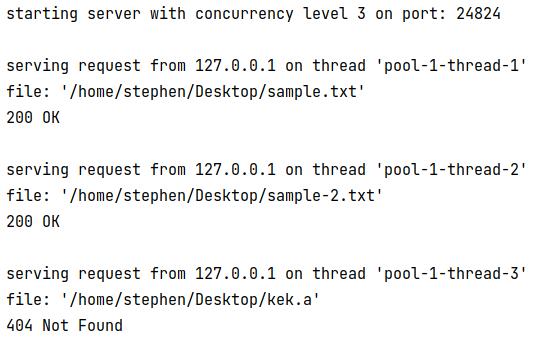 starting server with concurrency level 3 on port: 24824
serving request from 127.0.0.1 on thread 'pool-1-thread-1'
file: '/home/stephen/Desktop/sample.txt'
200 OK
serving request from 127.0.0.1 on thread 'pool-1-thread-2'
file: '/home/stephen/Desktop/sample-2.txt'
200 OK
serving request from 127.0.0.1 on thread 'pool-1-thread-3'
file: '/home/stephen/Desktop/kek.a'
404 Not Found